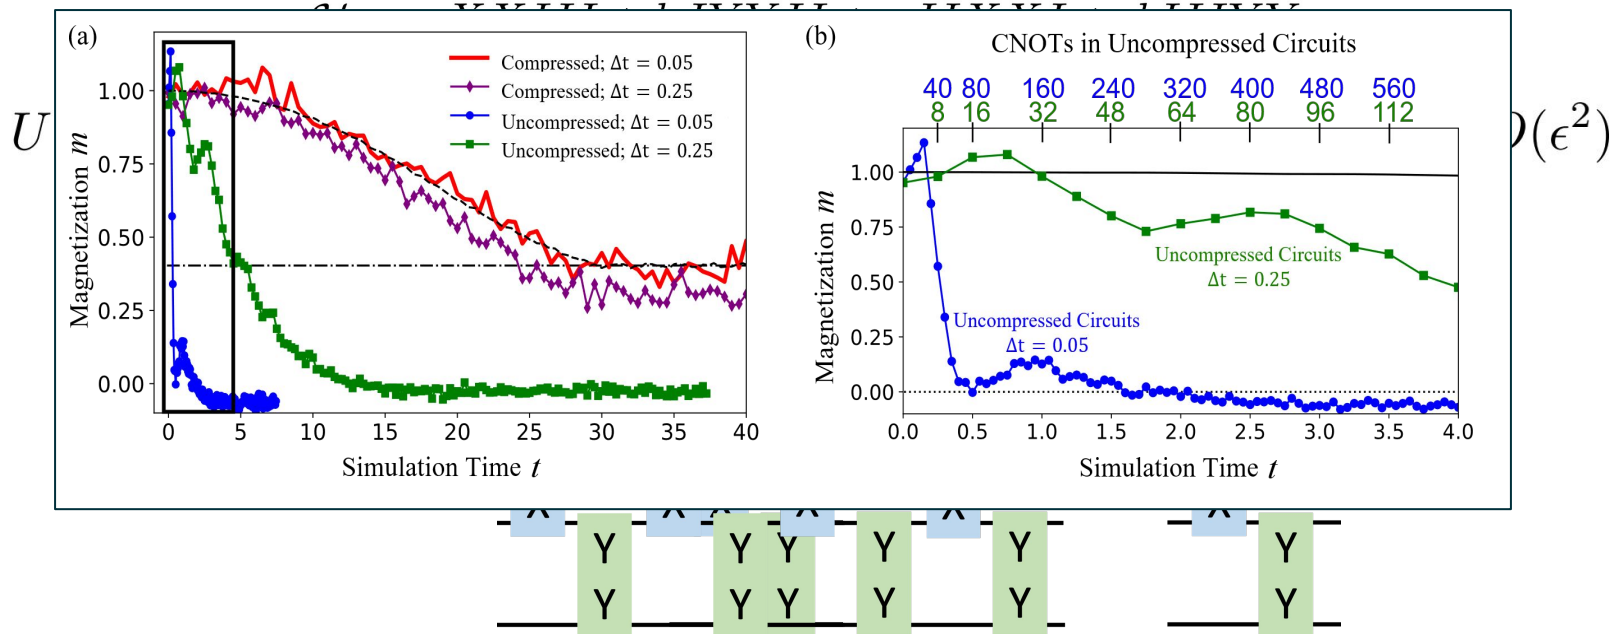 (a)
Compressed; Δt = 0.05
Compressed; Δt = 0.25
Uncompressed; Δt = 0.05
Uncompressed; Δt = 0.25
Magnetization m
1.00
0.75
0.50
0.25
0.00
0 5 10 15 20 25 30 35 40
Simulation Time t
(b)
CNOTs in Uncompressed Circuits
40 80 160 240 320 400 480 560
8 16 32 48 64 80 96 112
Magnetization m
1.00
0.75
0.50
0.25
0.00
Uncompressed Circuits
Δt = 0.25
Uncompressed Circuits
Δt = 0.05
0.0 0.5 1.0 1.5 2.0 2.5 3.0 3.5 4.0
Simulation Time t
U
(ϵ²)
Y Y Y Y Y Y
Y Y Y Y Y Y